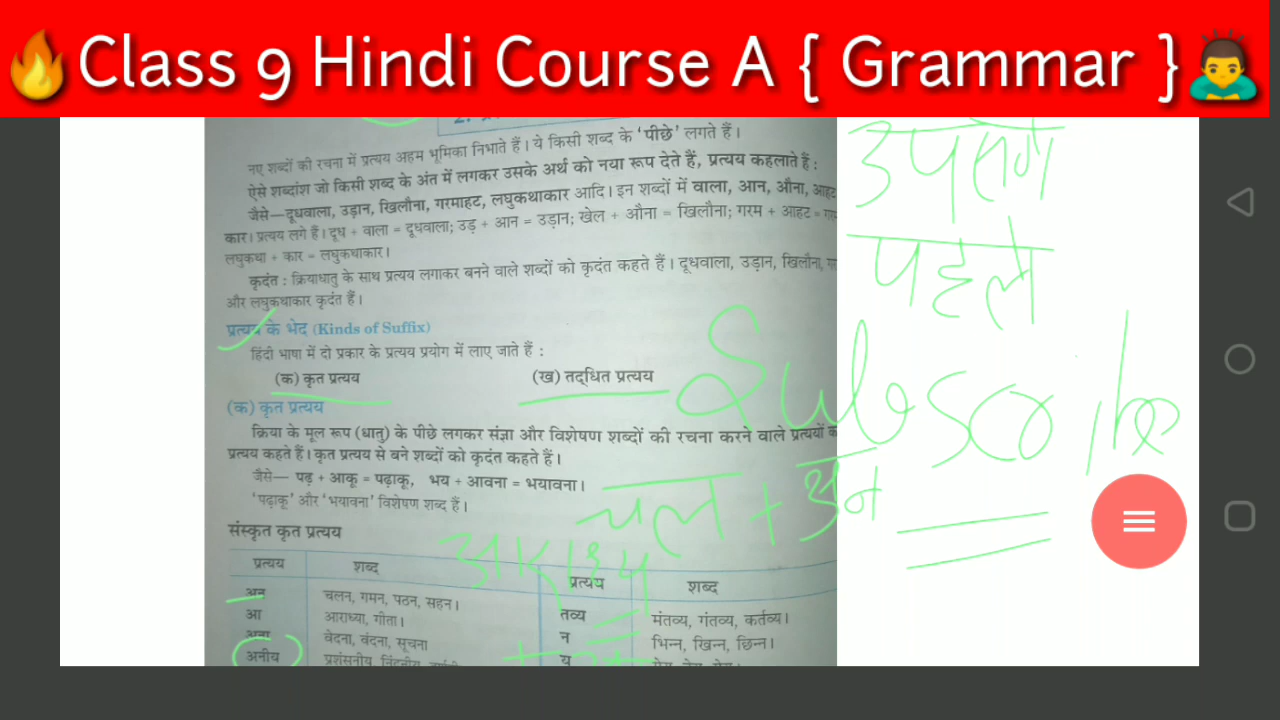 🔥Class 9 Hindi Course A { Grammar }🙇‍♂️
नए शब्दों की रचना में प्रत्यय अहम भूमिका निभाते हैं। ये किसी शब्द के 'पीछे' लगते हैं।
ऐसे शब्दांश जो किसी शब्द के अंत में लगकर उसके अर्थ को नया रूप देते हैं, प्रत्यय कहलाते हैं :
जैसे—दूधवाला, उड़ान, खिलौना, गरमाहट, लघुकथाकार आदि। इन शब्दों में वाला, आन, औना, आहट
कार। प्रत्यय लगे हैं। दूध + वाला = दूधवाला; उड़ + आन = उड़ान; खेल + औना = खिलौना; गरम + आहट =
लघुकथा + कार = लघुकथाकार।
कृदंत : क्रियाधातु के साथ प्रत्यय लगाकर बनने वाले शब्दों को कृदंत कहते हैं। दूधवाला, उड़ान, खिलौना,
और लघुकथाकार कृदंत हैं।
प्रत्यय के भेद (Kinds of Suffix)
हिंदी भाषा में दो प्रकार के प्रत्यय प्रयोग में लाए जाते हैं :
(क) कृत प्रत्यय (ख) तद्धित प्रत्यय
(क) कृत प्रत्यय
क्रिया के मूल रूप (धातु) के पीछे लगकर संज्ञा और विशेषण शब्दों की रचना करने वाले प्रत्ययों
प्रत्यय कहते हैं। कृत प्रत्यय से बने शब्दों को कृदंत कहते हैं।
जैसे— पढ़ + आकू = पढ़ाकू, भय + आवना = भयावना।
'पढ़ाकू' और 'भयावना' विशेषण शब्द हैं।
संस्कृत कृत प्रत्यय
प्रत्यय शब्द प्रत्यय शब्द
अन चलन, गमन, पठन, सहन। तव्य मंतव्य, गंतव्य, कर्तव्य।
आ आराध्या, गीता। न भिन्न, खिन्न, छिन्न।
अना वेदना, वंदना, सूचना य
अनीय प्रशंसनीय,
उपसर्ग
पहले
Subscribe
चल + अन
आराध्य